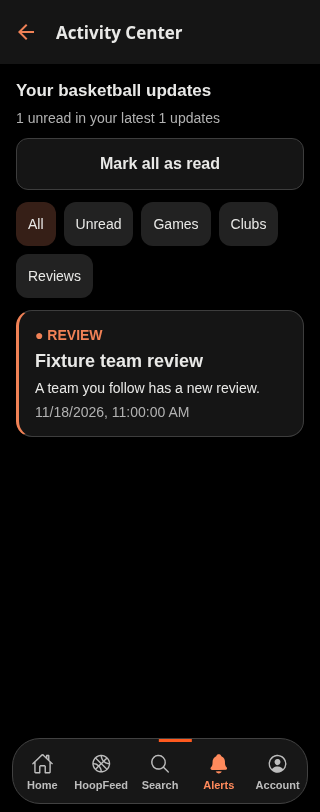 Activity Center
Your basketball updates
1 unread in your latest 1 updates
Mark all as read
All
Unread
Games
Clubs
Reviews
● REVIEW
Fixture team review
A team you follow has a new review.
11/18/2026, 11:00:00 AM
Home
HoopFeed
Search
Alerts
Account